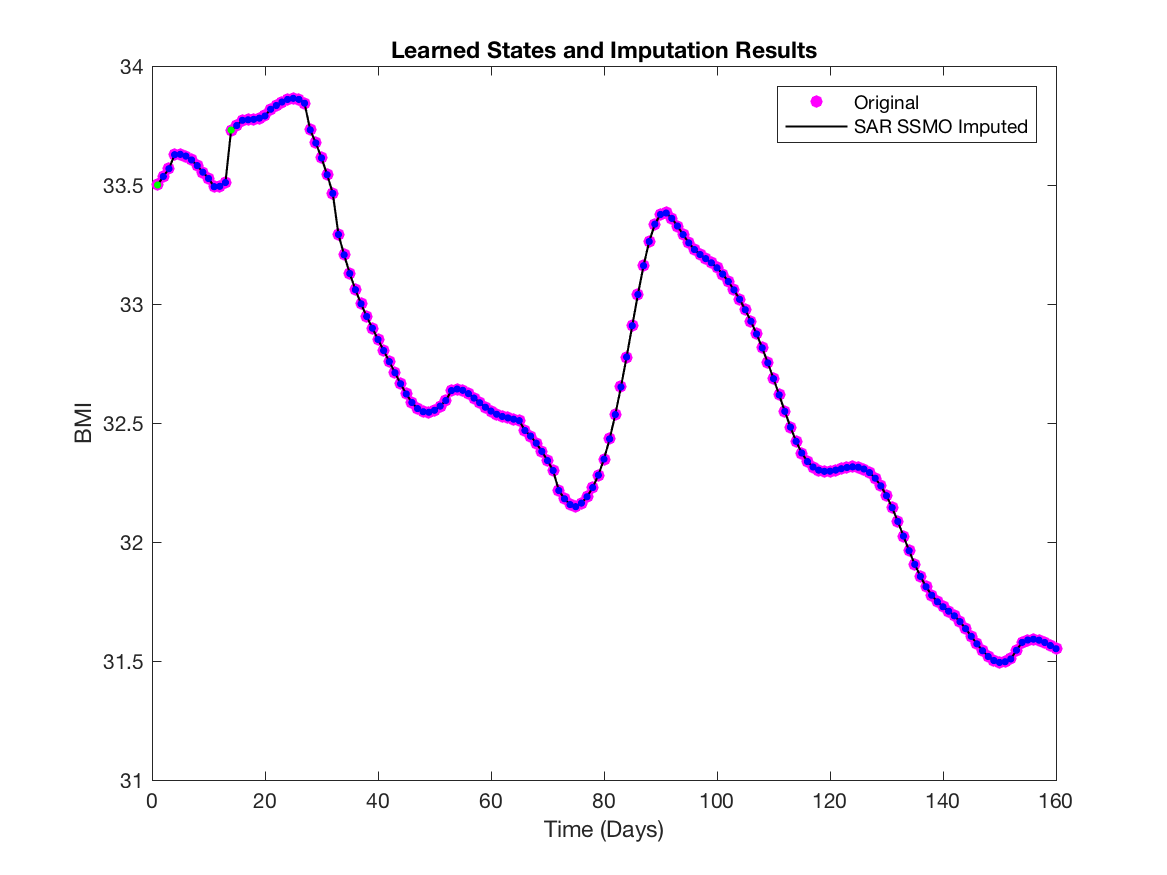 Learned States and Imputation Results
Original
SAR SSMO Imputed
BMI
34
33.5
33
32.5
32
31.5
31
0 20 40 60 80 100 120 140 160
Time (Days)